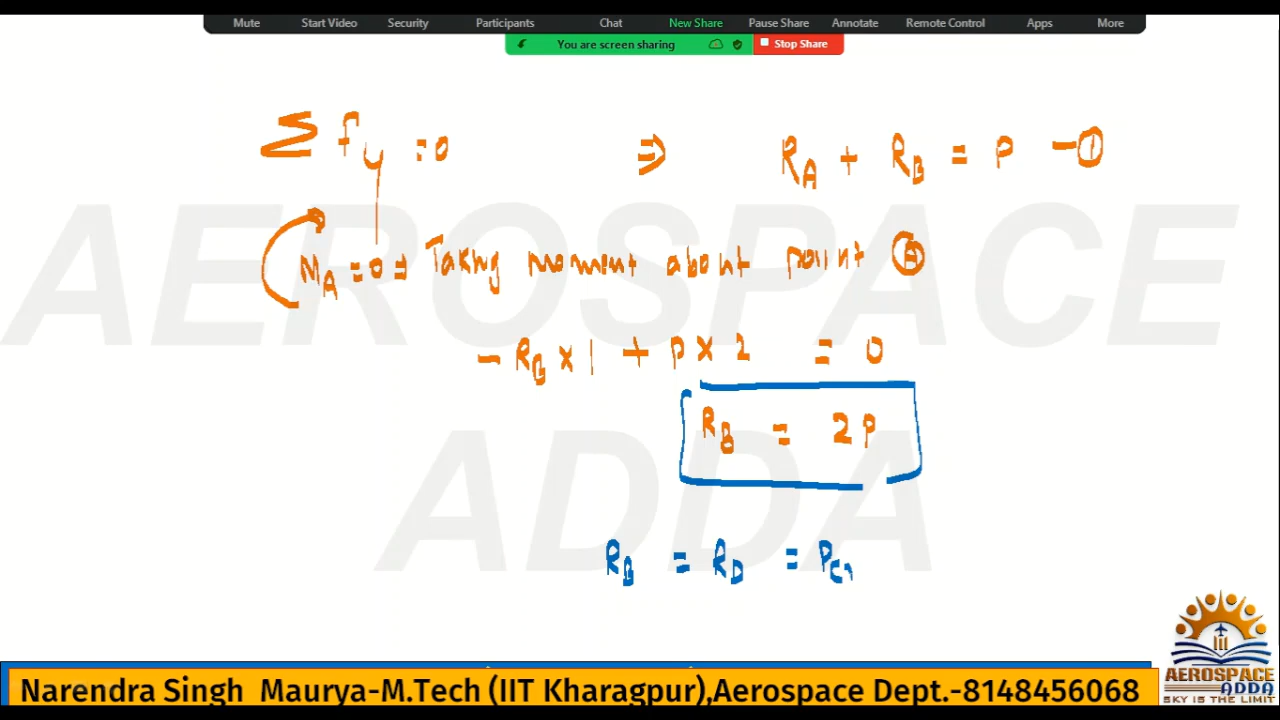 Mute Start Video Security Participants Chat New Share Pause Share Annotate Remote Control Apps More
You are screen sharing Stop Share
Σ Fy = 0 ⇒ RA + RB = P - ①
MA = 0 = Taking moment about point Ⓐ
- RB × 1 + P × 2 = 0
RB = 2P
RB = RD = PCr
AEROSPACE
ADDA
AEROSPACE
ADDA
SKY IS THE LIMIT
Narendra Singh Maurya-M.Tech (IIT Kharagpur),Aerospace Dept.-8148456068